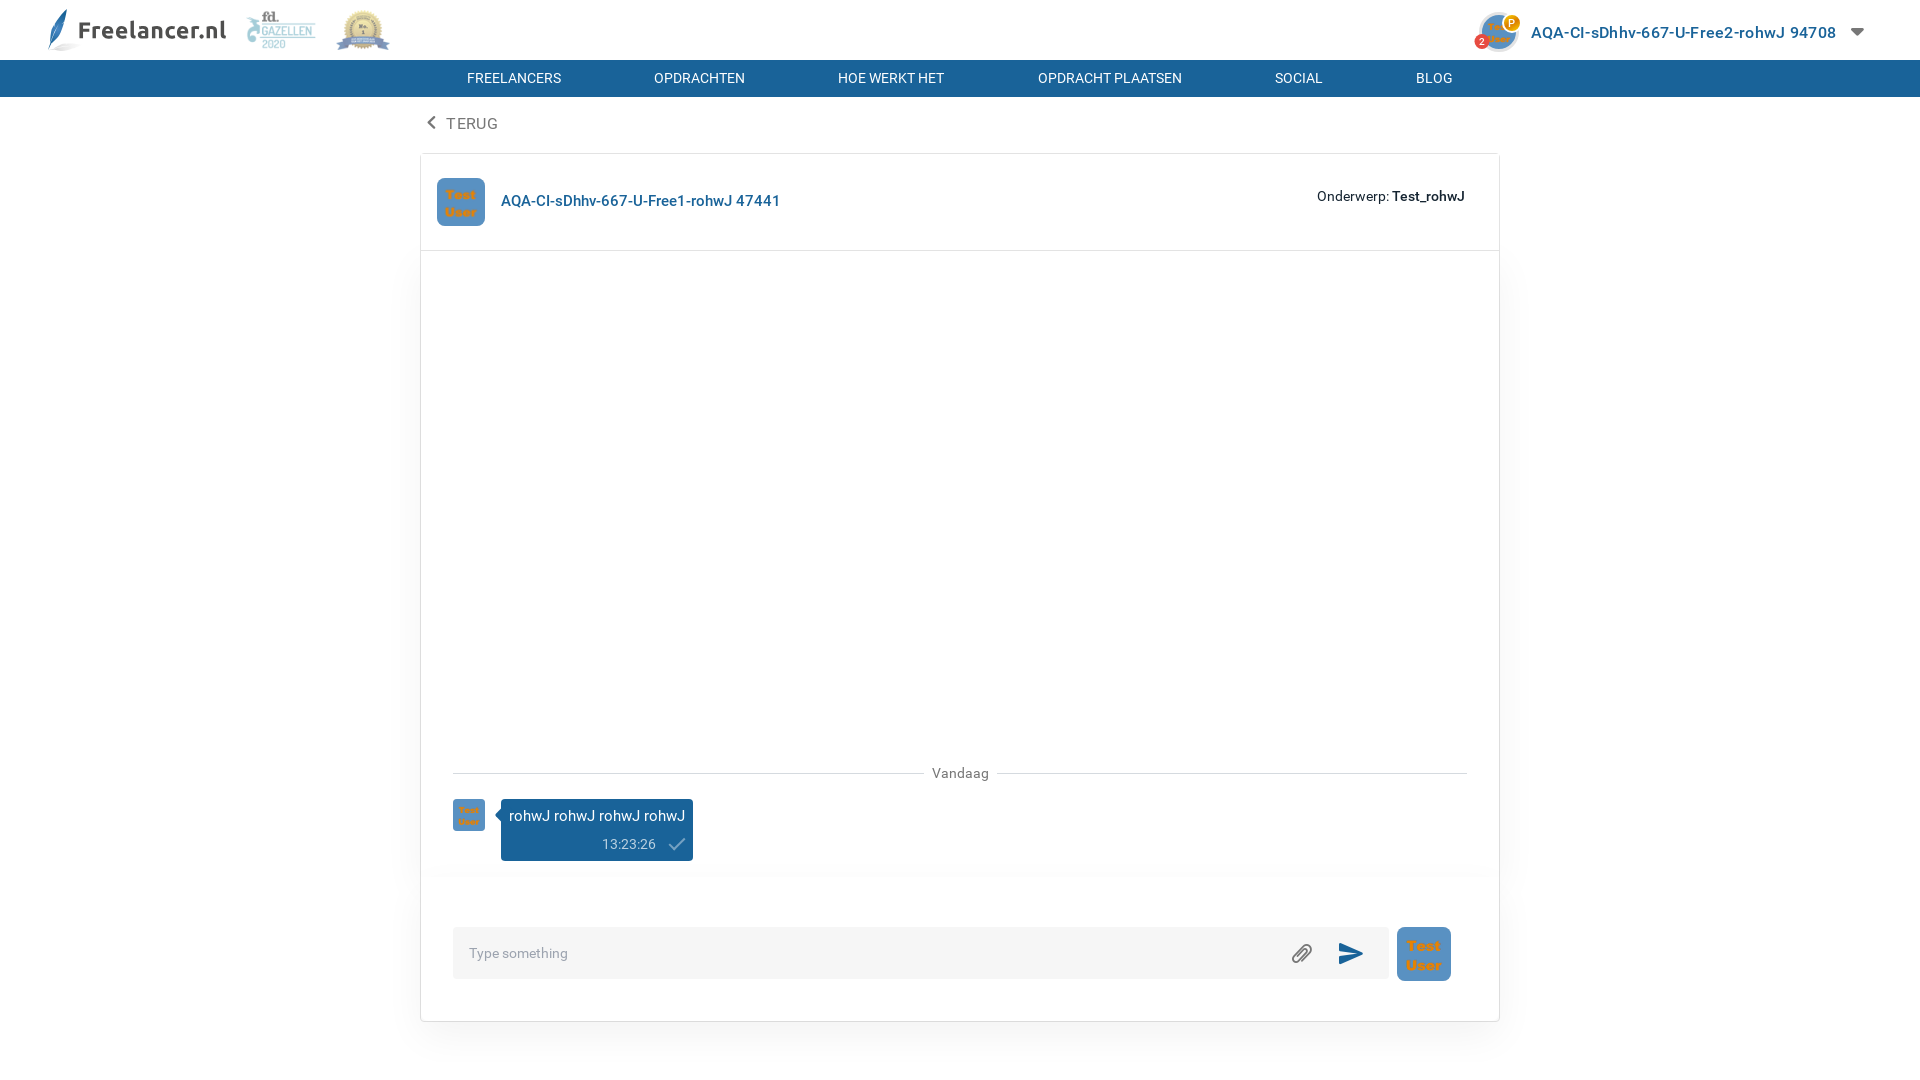 Freelancer.nl
fd.
GAZELLEN
2020
No.
1
P
2
AQA-CI-sDhhv-667-U-Free2-rohwJ 94708
FREELANCERS
OPDRACHTEN
HOE WERKT HET
OPDRACHT PLAATSEN
SOCIAL
BLOG
TERUG
Test
User
AQA-CI-sDhhv-667-U-Free1-rohwJ 47441
Onderwerp: Test_rohwJ
Vandaag
Test
User
rohwJ rohwJ rohwJ rohwJ
13:23:26
Type something
Test
User